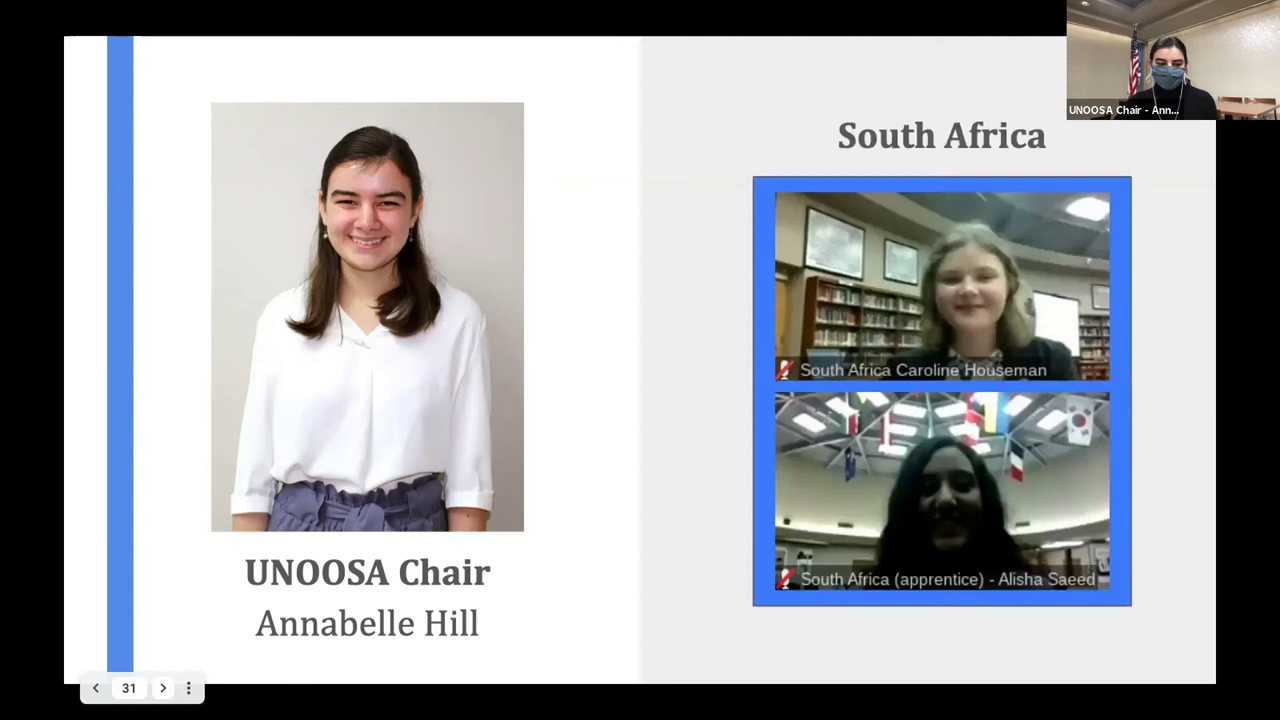 UNOOSA Chair - Ann...
South Africa
South Africa Caroline Houseman
South Africa (apprentice) - Alisha Saeed
UNOOSA Chair
Annabelle Hill
31